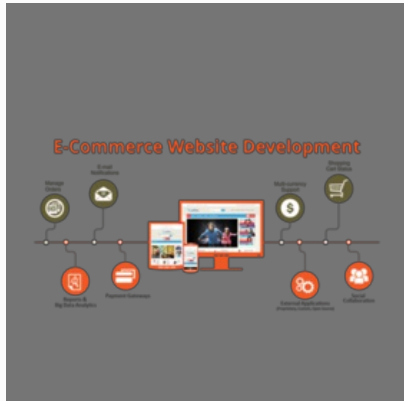 E-Commerce Website Development
Manage
Orders
E-mail
Notifications
Multi-currency
Support
Shopping
Cart Status
Reports &
Big Data Analytics
Payment Gateways
External Applications
Social
Collaboration